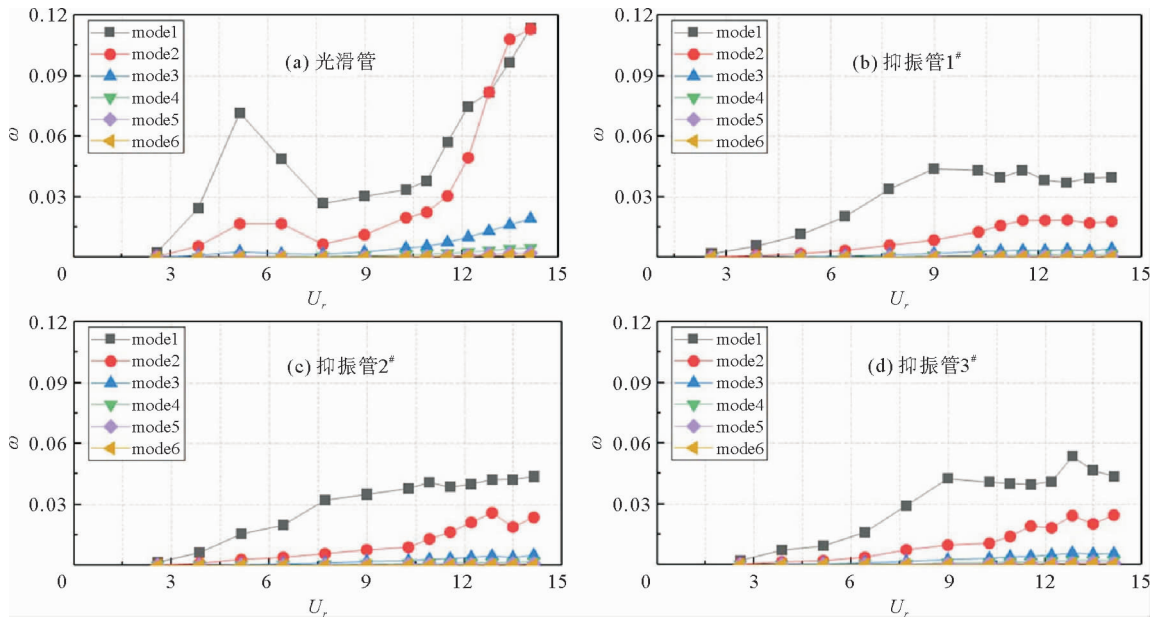 0.12
0.09
0.06
0.03
ω
mode1
mode2
mode3
mode4
mode5
mode6
(a) 光滑管
0 3 6 9 12 15
U_r
0.12
0.09
0.06
0.03
ω
mode1
mode2
mode3
mode4
mode5
mode6
(b) 抑振管1#
0 3 6 9 12 15
U_r
0.12
0.09
0.06
0.03
0
ω
mode1
mode2
mode3
mode4
mode5
mode6
(c) 抑振管2#
3 6 9 12 15
U_r
0.12
0.09
0.06
0.03
0
ω
mode1
mode2
mode3
mode4
mode5
mode6
(d) 抑振管3#
3 6 9 12 15
U_r